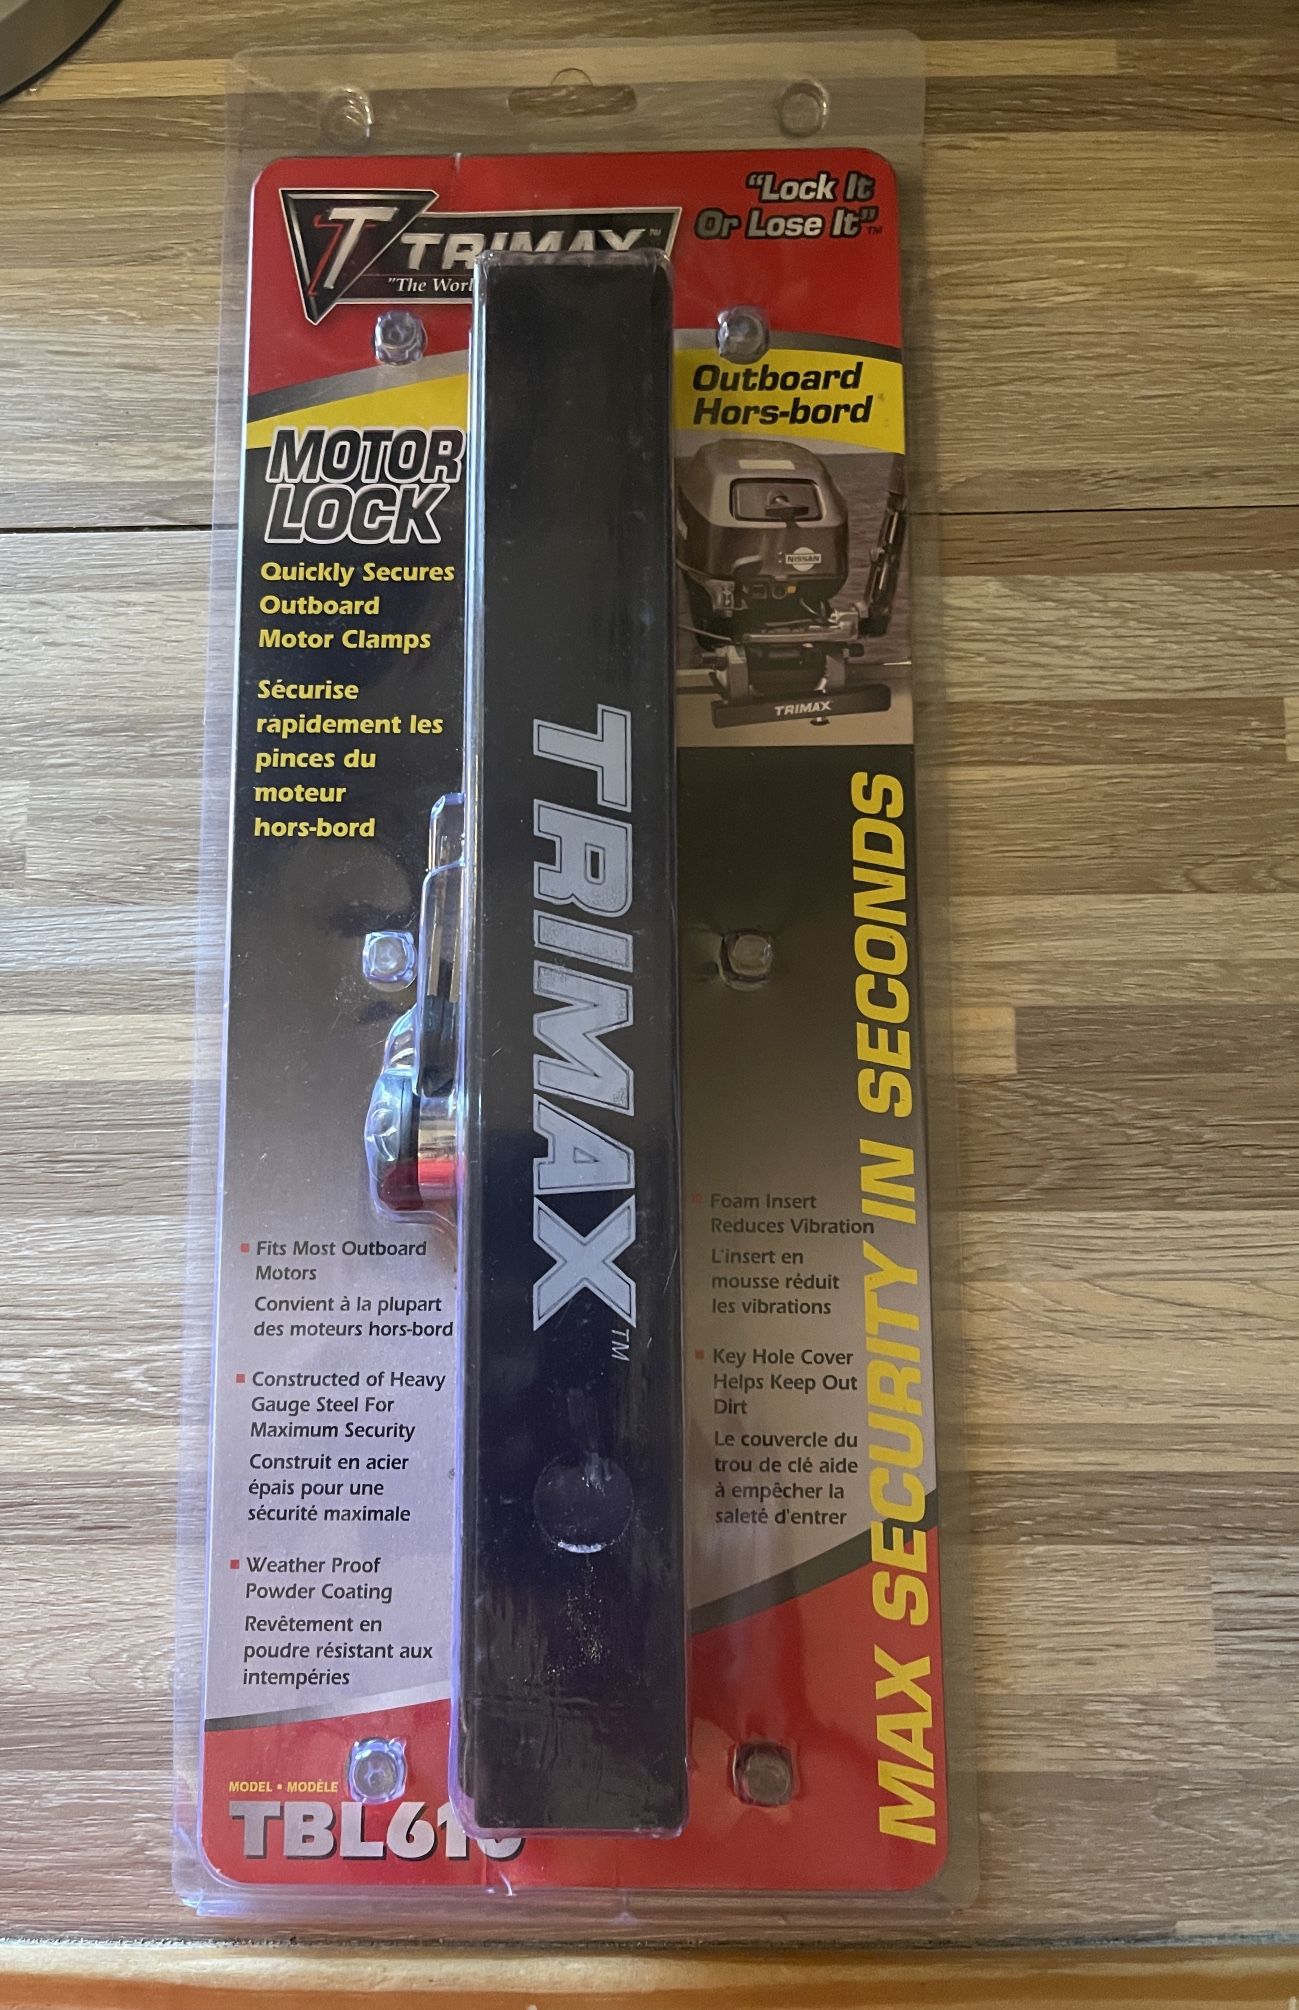 "Lock It
Or Lose It"™
T TRIMAX™
"The
Outboard
Hors-bord
MOTOR
LOCK
Quickly Secures
Outboard
Motor Clamps
Sécurise
rapidement les
pinces du
moteur
hors-bord
NISSAN
TRIMAX
TRIMAX™
MAX SECURITY IN SECONDS
Fits Most Outboard
Motors
Convient à la plupart
des moteurs hors-bord
Constructed of Heavy
Gauge Steel For
Maximum Security
Construit en acier
épais pour une
sécurité maximale
Weather Proof
Powder Coating
Revêtement en
poudre résistant aux
intempéries
Foam Insert
Reduces Vibration
L'insert en
mousse réduit
les vibrations
Key Hole Cover
Helps Keep Out
Dirt
Le couvercle du
trou de clé aide
à empêcher la
saleté d'entrer
MODEL ▪ MODÈLE
TBL610